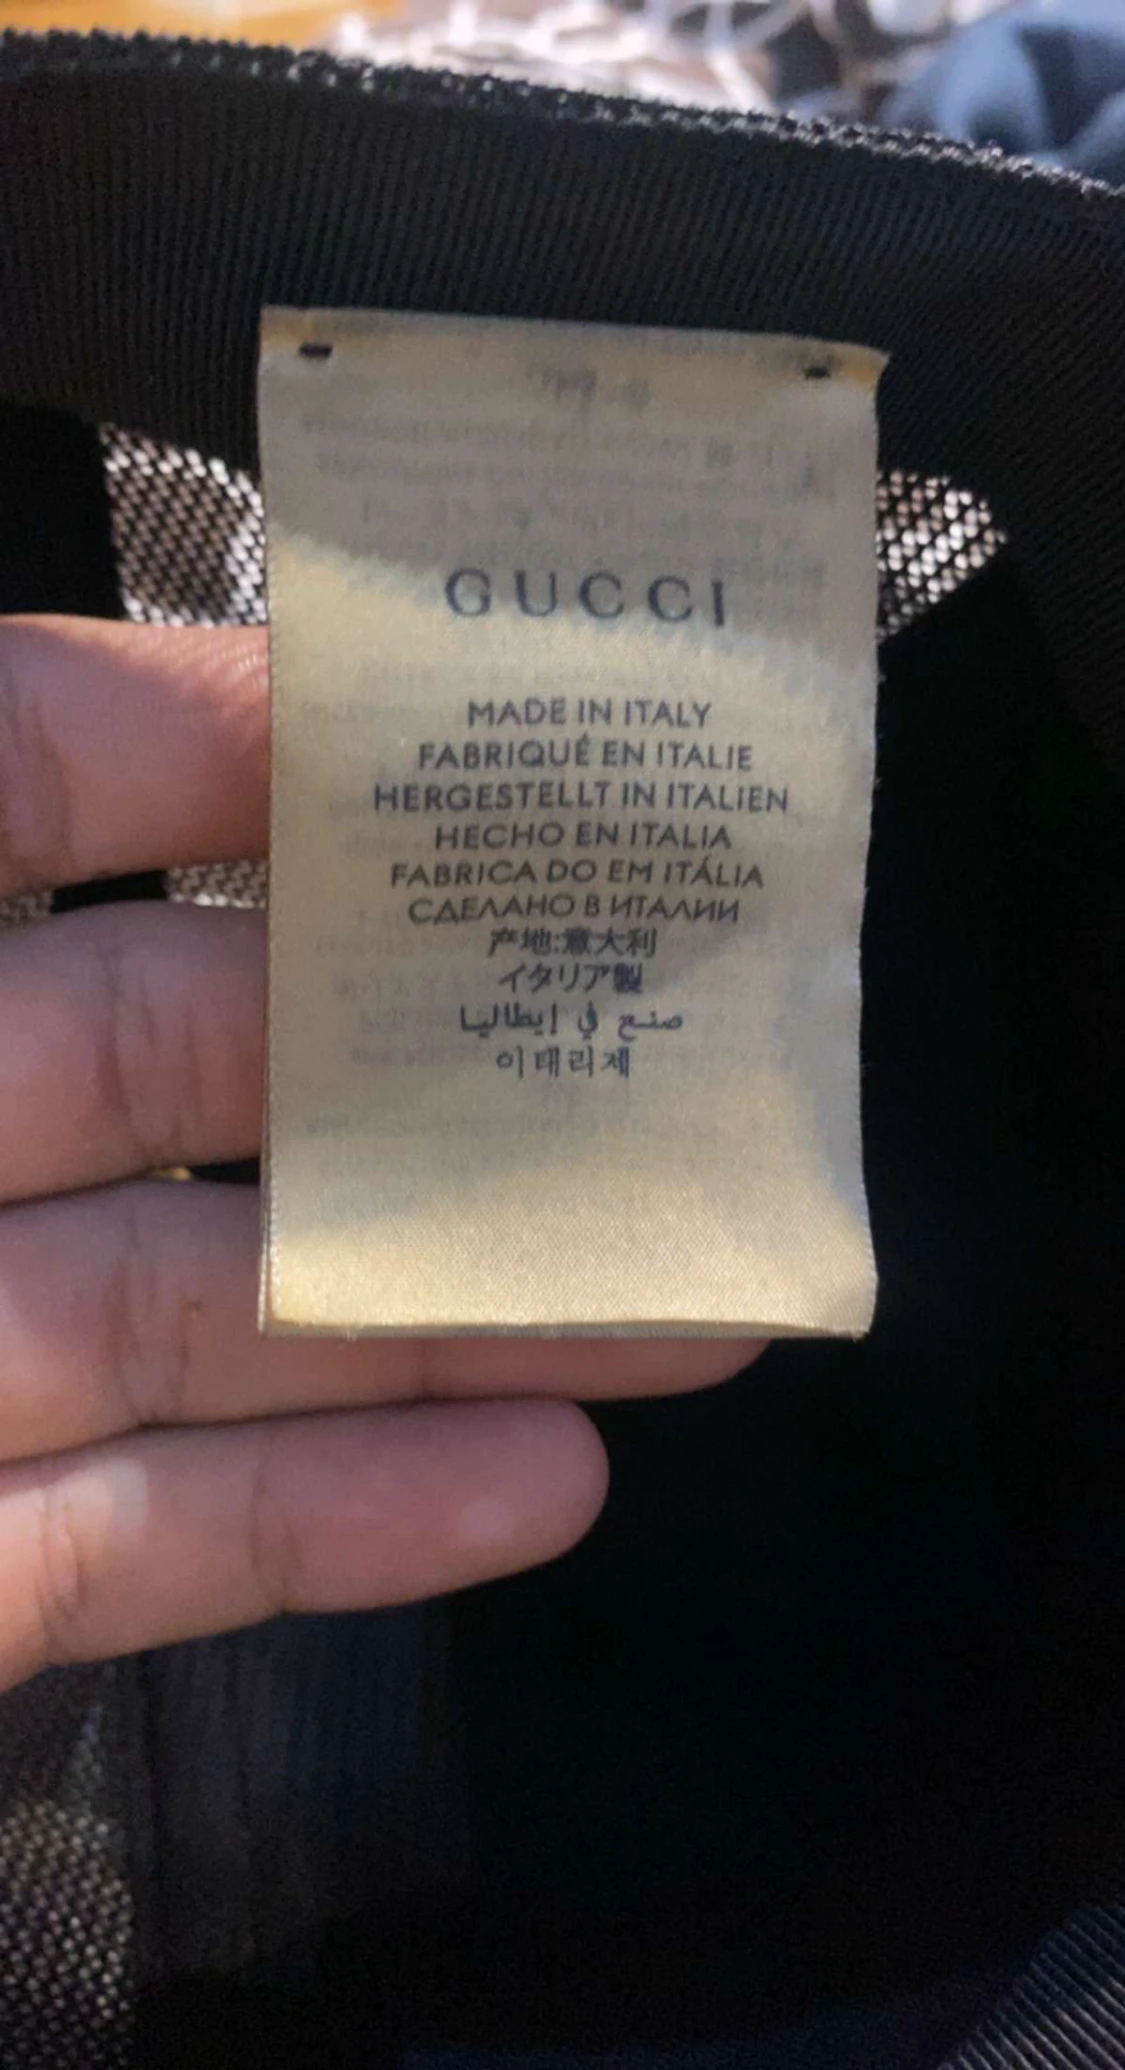 GUCCI
MADE IN ITALY
FABRIQUÉ EN ITALIE
HERGESTELLT IN ITALIEN
HECHO EN ITALIA
FABRICA DO EM ITÁLIA
СДЕЛАНО В ИТАЛИИ
产地:意大利
イタリア製
صنع في إيطاليا
이태리제